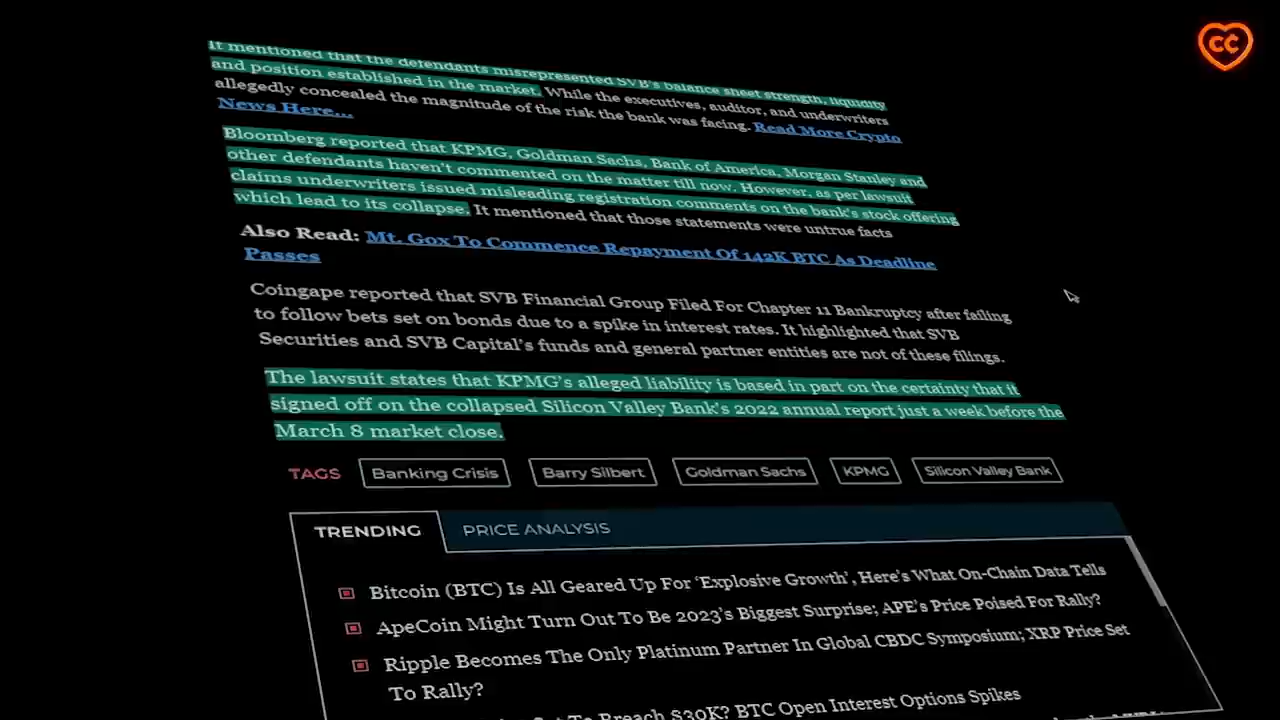 It mentioned that the defendants misrepresented SVB's balance sheet strength, liquidity
and position established in the market. While the executives, auditor, and underwriters
allegedly concealed the magnitude of the risk the bank was facing. Read More Crypto
News Here...
Bloomberg reported that KPMG, Goldman Sachs, Bank of America, Morgan Stanley and
other defendants haven't commented on the matter till now. However, as per lawsuit
claims underwriters issued misleading registration comments on the bank's stock offering
which lead to its collapse. It mentioned that those statements were untrue facts
Also Read: Mt. Gox To Commence Repayment Of 142K BTC As Deadline
Passes
Coingape reported that SVB Financial Group Filed For Chapter 11 Bankruptcy after failing
to follow bets set on bonds due to a spike in interest rates. It highlighted that SVB
Securities and SVB Capital's funds and general partner entities are not of these filings.
The lawsuit states that KPMG's alleged liability is based in part on the certainty that it
signed off on the collapsed Silicon Valley Bank's 2022 annual report just a week before the
March 8 market close.
TAGS Banking Crisis Barry Silbert Goldman Sachs KPMG Silicon Valley Bank
TRENDING PRICE ANALYSIS
Bitcoin (BTC) Is All Geared Up For 'Explosive Growth', Here's What On-Chain Data Tells
ApeCoin Might Turn Out To Be 2023's Biggest Surprise; APE's Price Poised For Rally?
Ripple Becomes The Only Platinum Partner In Global CBDC Symposium; XRP Price Set
To Rally?
To Breach $30K? BTC Open Interest Options Spikes